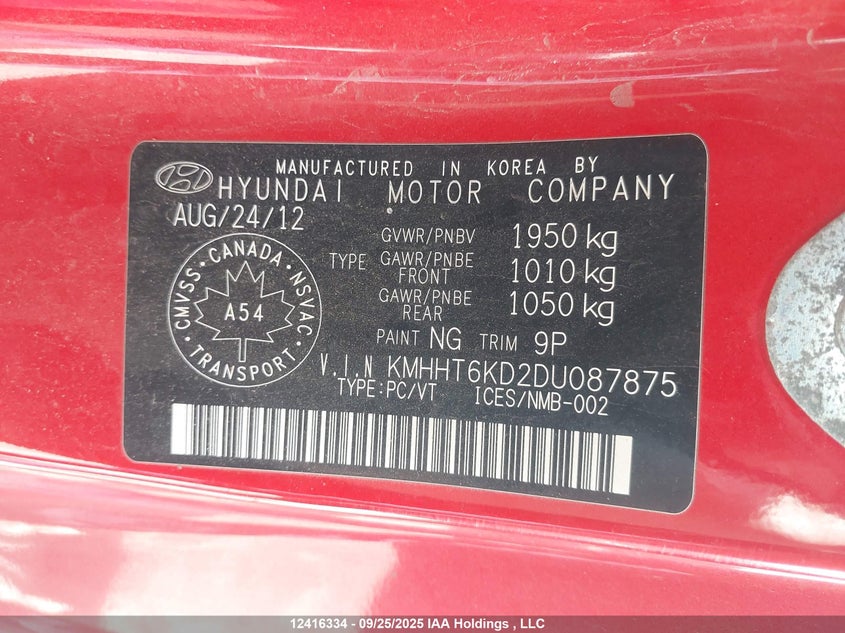 MANUFACTURED IN KOREA BY
HYUNDAI MOTOR COMPANY
AUG/24/12
GVWR/PNBV 1950 kg
TYPE GAWR/PNBE FRONT 1010 kg
GAWR/PNBE REAR 1050 kg
CMVSS · CANADA · NSVAC · TRANSPORT ·
A54
PAINT NG TRIM 9P
V.I.N KMHHT6KD2DU087875
TYPE:PC/VT ICES/NMB-002
12416334 - 09/25/2025 IAA Holdings , LLC